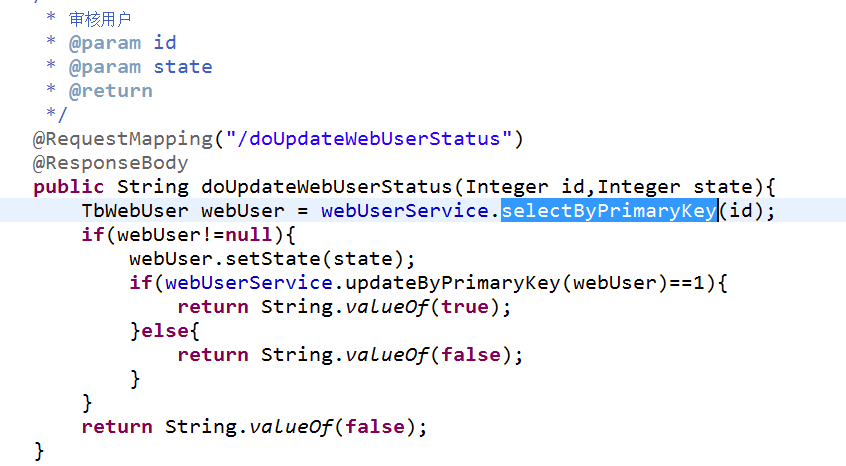 * 审核用户
* @param id
* @param state
* @return
*/
@RequestMapping("/doUpdateWebUserStatus")
@ResponseBody
public String doUpdateWebUserStatus(Integer id,Integer state){
TbWebUser webUser = webUserService.selectByPrimaryKey(id);
if(webUser!=null){
webUser.setState(state);
if(webUserService.updateByPrimaryKey(webUser)==1){
return String.valueOf(true);
}else{
return String.valueOf(false);
}
}
return String.valueOf(false);
}